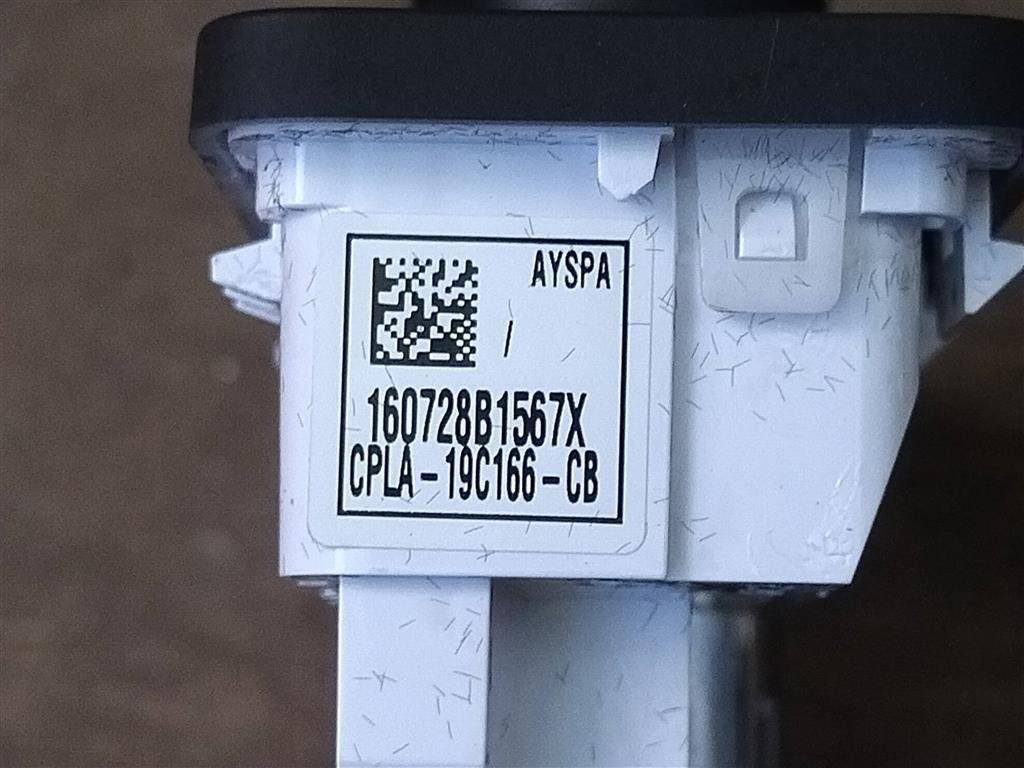 AYSPA
/
160728B1567X
CPLA-19C166-CB